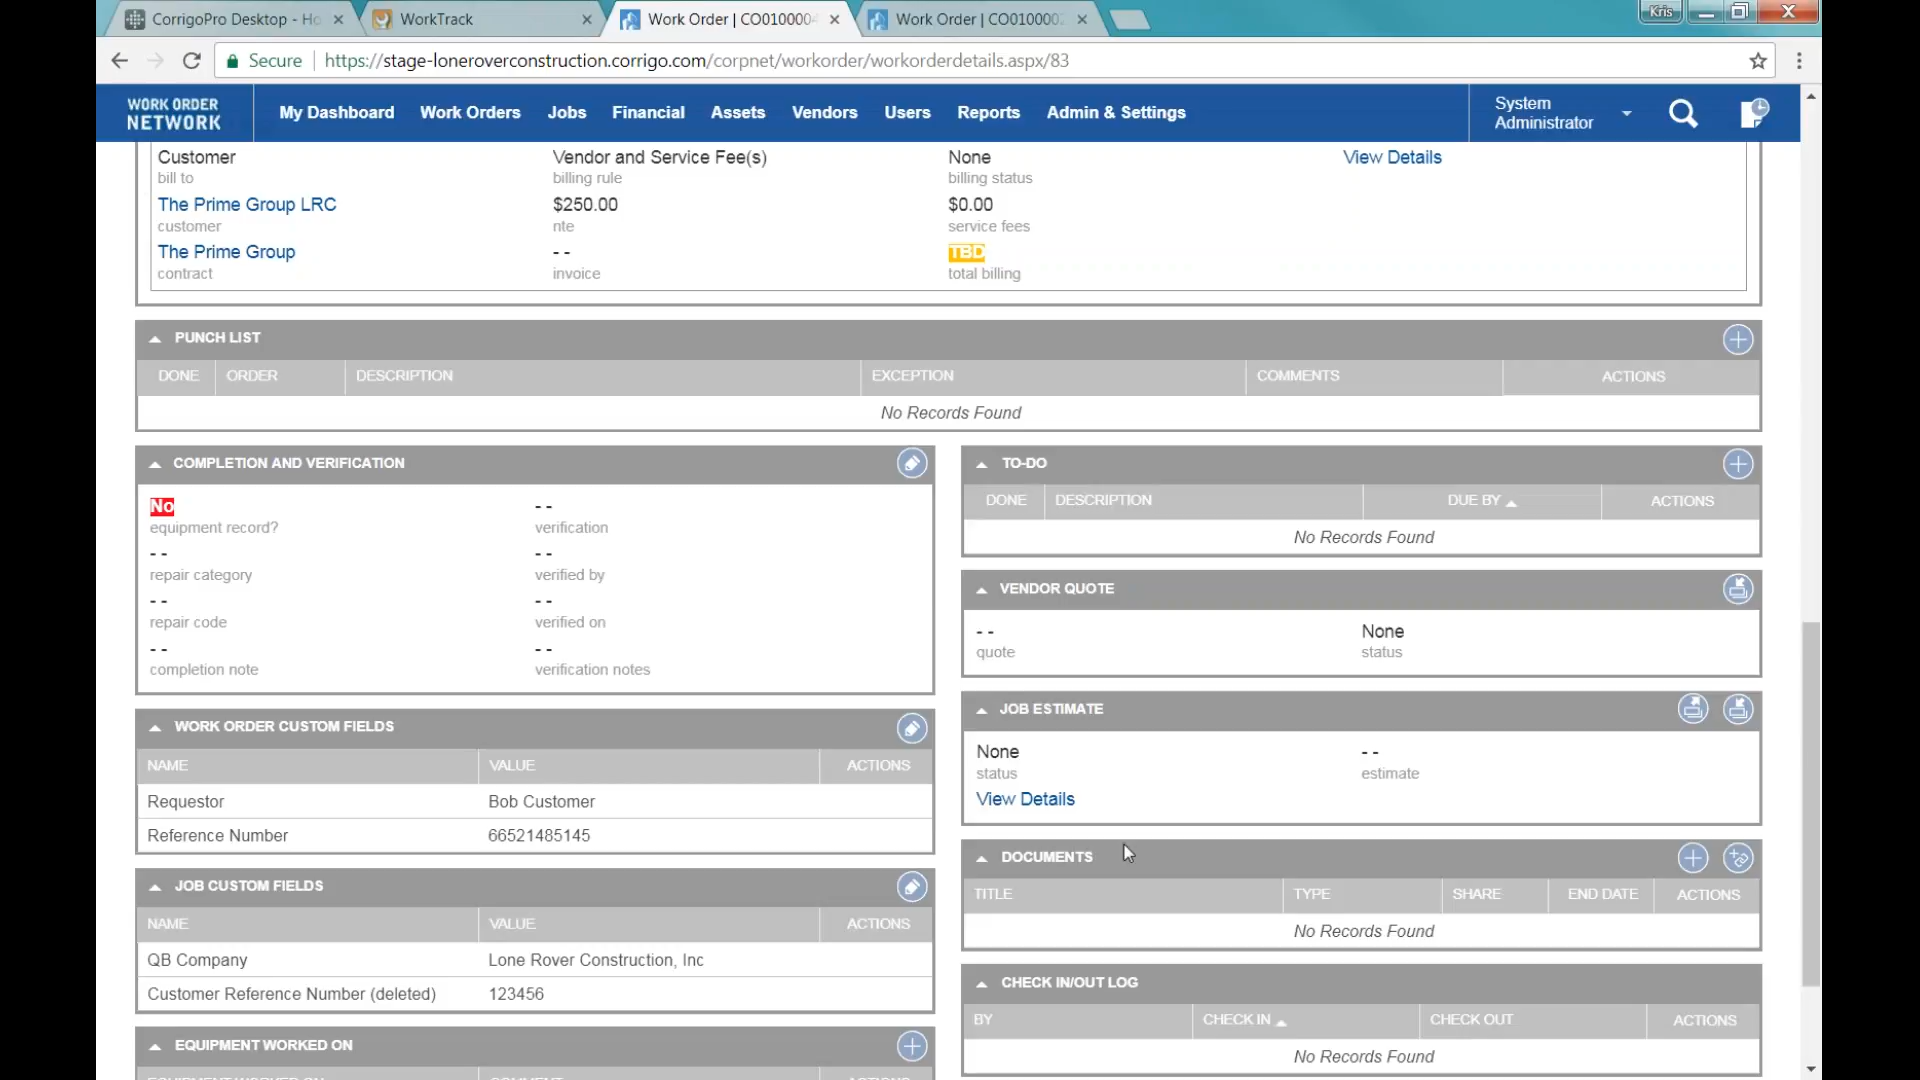 CorrigoPro Desktop - Ho
WorkTrack
Work Order | CO0100004
Work Order | CO0100002
Kris
Secure
https://stage-loneroverconstruction.corrigo.com/corpnet/workorder/workorderdetails.aspx/83
WORK ORDER
NETWORK
My Dashboard
Work Orders
Jobs
Financial
Assets
Vendors
Users
Reports
Admin & Settings
System
Administrator
Customer
Vendor and Service Fee(s)
None
View Details
bill to
billing rule
billing status
The Prime Group LRC
$250.00
$0.00
customer
nte
service fees
The Prime Group
- -
TBD
contract
invoice
total billing
PUNCH LIST
DONE
ORDER
DESCRIPTION
EXCEPTION
COMMENTS
ACTIONS
No Records Found
COMPLETION AND VERIFICATION
No
- -
equipment record?
verification
- -
- -
repair category
verified by
- -
- -
repair code
verified on
- -
- -
completion note
verification notes
TO-DO
DONE
DESCRIPTION
DUE BY
ACTIONS
No Records Found
VENDOR QUOTE
- -
None
quote
status
WORK ORDER CUSTOM FIELDS
NAME
VALUE
ACTIONS
Requestor
Bob Customer
Reference Number
66521485145
JOB ESTIMATE
None
- -
status
estimate
View Details
JOB CUSTOM FIELDS
NAME
VALUE
ACTIONS
QB Company
Lone Rover Construction, Inc
Customer Reference Number (deleted)
123456
DOCUMENTS
TITLE
TYPE
SHARE
END DATE
ACTIONS
No Records Found
CHECK IN/OUT LOG
BY
CHECK IN
CHECK OUT
ACTIONS
No Records Found
EQUIPMENT WORKED ON
EQUIPMENT WORKED ON
COMMENT
ACTIONS